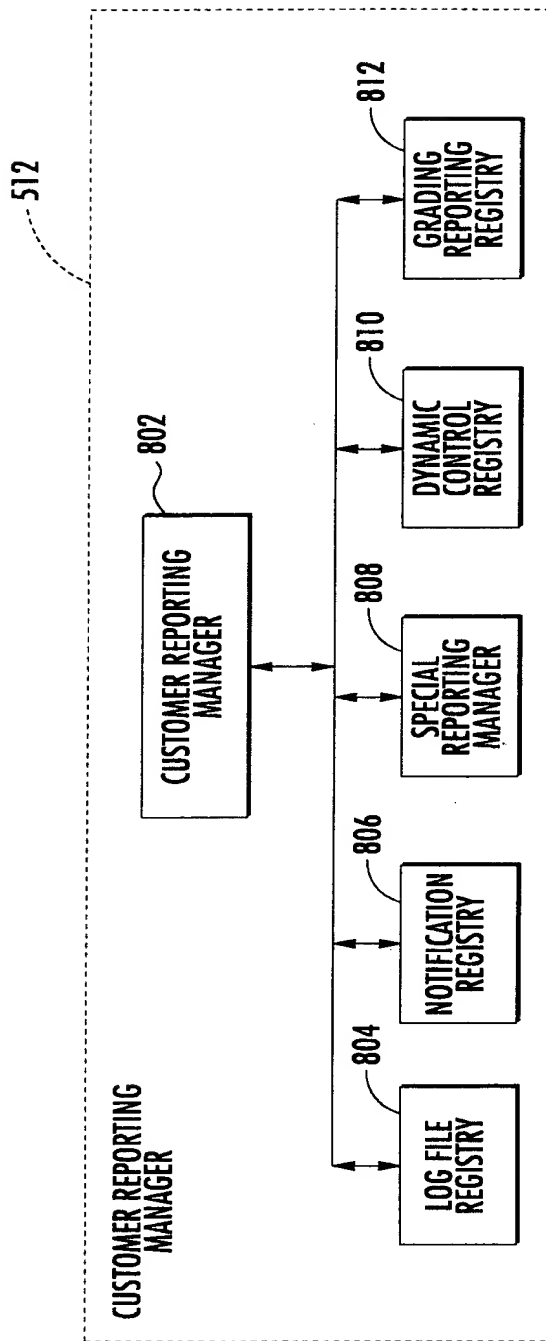 512
CUSTOMER REPORTING
MANAGER
802
CUSTOMER REPORTING
MANAGER
804
LOG FILE
REGISTRY
806
NOTIFICATION
REGISTRY
808
SPECIAL
REPORTING
MANAGER
810
DYNAMIC
CONTROL
REGISTRY
812
GRADING
REPORTING
REGISTRY